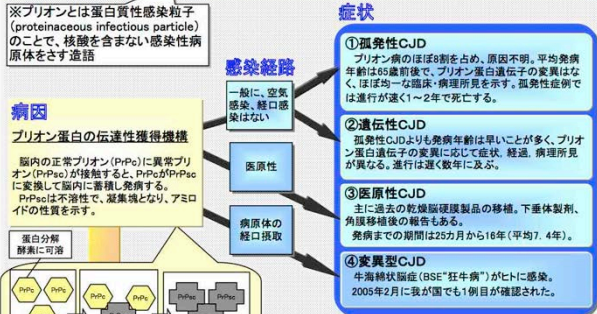 ※プリオンとは蛋白質性感染粒子
(proteinaceous infectious particle)
のことで、核酸を含まない感染性病
原体をさす造語
病因
プリオン蛋白の伝達性獲得機構
脳内の正常プリオン(PrPc)に異常プリ
オン(PrPsc)が接触すると、PrPcがPrPsc
に変換して脳内に蓄積し発病する。
PrPscは不溶性で、凝集塊となり、アミロ
イドの性質を示す。
蛋白分解
酵素に可溶
PrPc
PrPc
PrPc
PrPsc
PrPsc
感染経路
一般に、空気
感染、経口感
染はない
医原性
病原体の
経口摂取
症状
①孤発性CJD
プリオン病のほぼ8割を占め、原因不明。平均発病
年齢は65歳前後で、プリオン蛋白遺伝子の変異はな
く、ほぼ均一な臨床・病理所見を示す。孤発性症例で
は進行が速く1~2年で死亡する。
②遺伝性CJD
孤発性CJDよりも発病年齢は早いことが多く、プリオ
ン蛋白遺伝子の変異に応じて症状、経過、病理所見
が異なる。進行は遅く数年に及ぶ。
③医原性CJD
主に過去の乾燥脳硬膜製品の移植。下垂体製剤、
角膜移植後の報告もある。
発病までの期間は25カ月から16年(平均7.4年)。
④変異型CJD
牛海綿状脳症(BSE“狂牛病”)がヒトに感染。
2005年2月に我が国でも1例目が確認された。